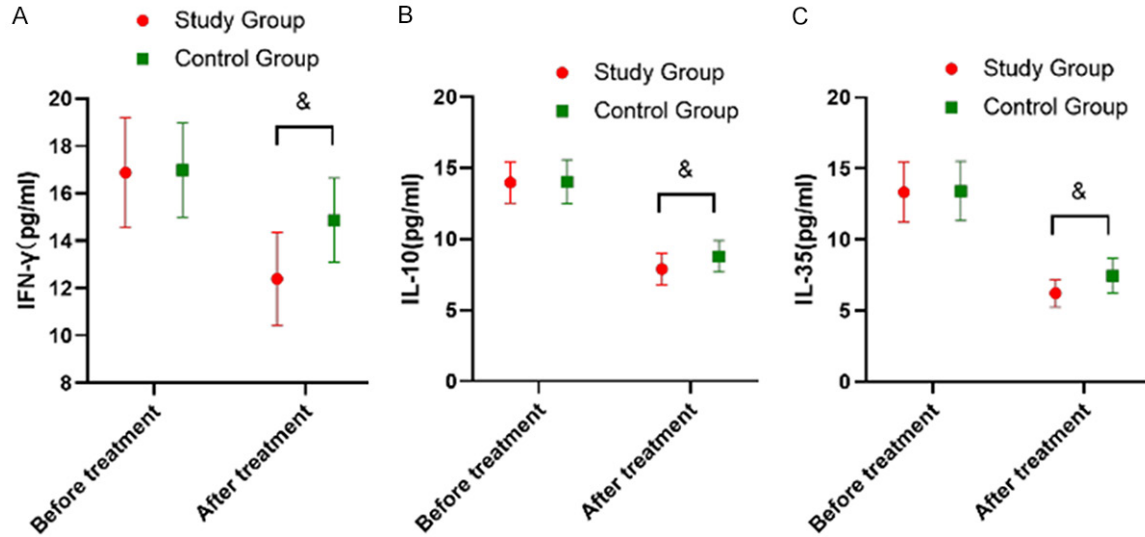 A
Study Group
Control Group
IFN-γ(pg/ml)
20
18
16
14
12
10
8
&
Before treatment
After treatment
B
Study Group
Control Group
IL-10(pg/ml)
20
15
10
5
0
&
Before treatment
After treatment
C
Study Group
Control Group
IL-35(pg/ml)
20
15
10
5
0
&
Before treatment
After treatment